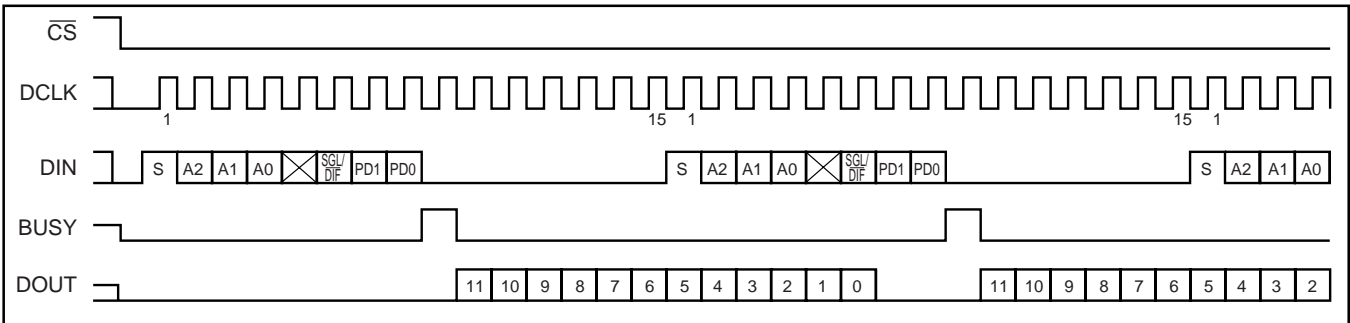 CS
DCLK
1 15 1 15 1
DIN S A2 A1 A0 SGL/DIF PD1 PD0 S A2 A1 A0 SGL/DIF PD1 PD0 S A2 A1 A0
BUSY
DOUT 11 10 9 8 7 6 5 4 3 2 1 0 11 10 9 8 7 6 5 4 3 2